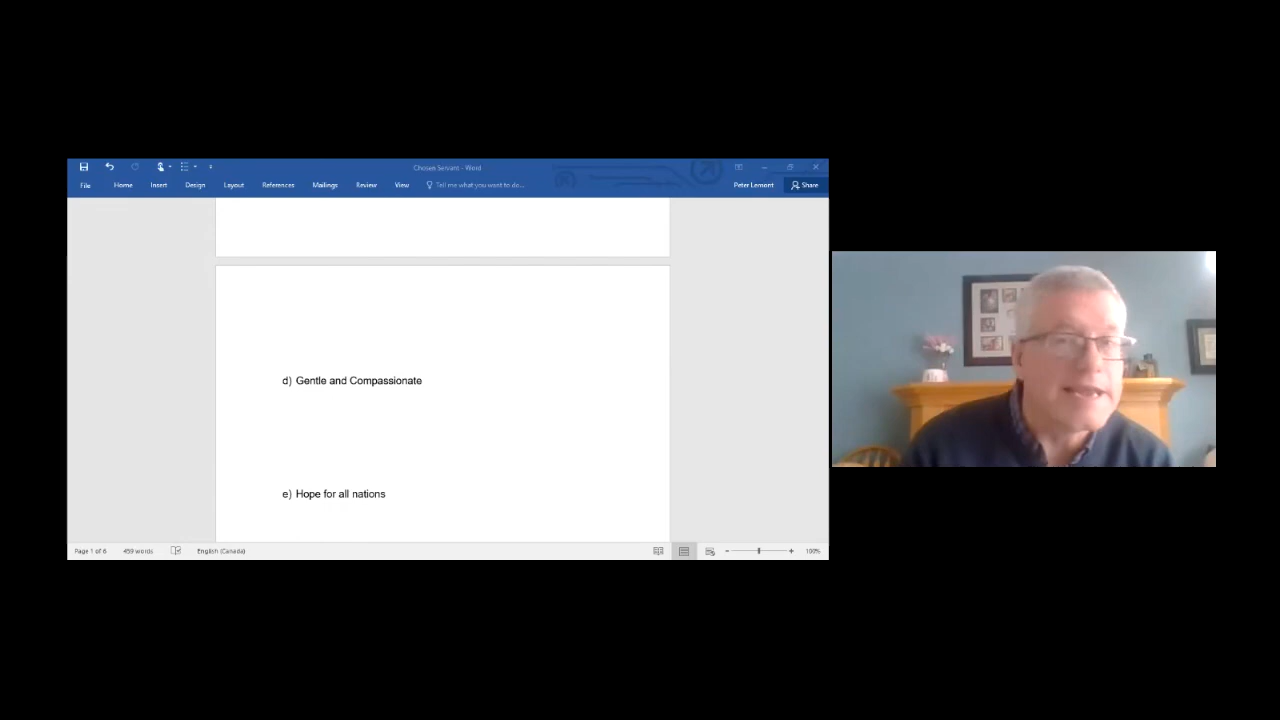 Chosen Servant - Word
File Home Insert Design Layout References Mailings Review View Tell me what you want to do... Peter Lemont Share
d) Gentle and Compassionate
e) Hope for all nations
Page 1 of 6 459 words English (Canada) 100%